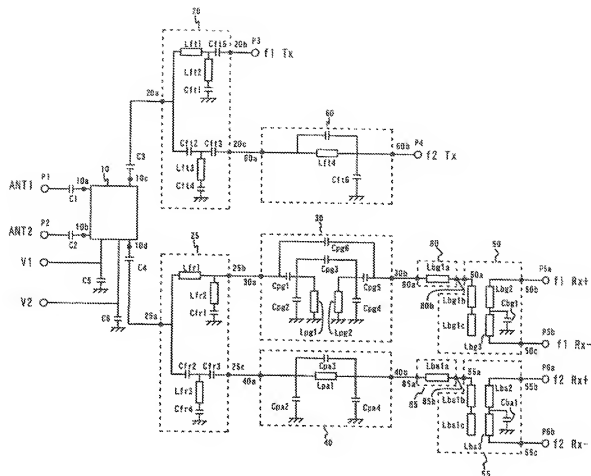 20
Lft1 Cft5 20b P3
f1 Tx
Lft2
Cft1
20a
Cft2 Cft3 20c
Lft3
Cft4
60
60a
Lft4
Cft6
60b P4
f2 Tx
C3
10
10c
P1 10a
ANT1
C1
P2 10b
ANT2
C2
10d
C4
V1
C5
V2
C6
25
Lfr1
25b
Lfr2
Cfr1
25a
Cfr2 Cfr3 25c
Lfr3
Cfr4
30
30a
Cpg6
Cpg3
Cpg1
Cpg5
Cpg2
Cpg4
Lpg1
Lpg2
30b
80
Lbg1a
80a
80b
50
50a
Lbg1b
Lbg1c
Lbg2
Cbg1
Lbg3
P5a
f1 Rx+
50b
P5b
f1 Rx-
50c
40
40a
Cpa3
Lpa1
Cpa2
Cpa4
40b
85
Lba1a
85a
85b
55
55a
Lba1b
Lba1c
Lba2
Cba1
Lba3
P6a
f2 Rx+
55b
P6b
f2 Rx-
55c